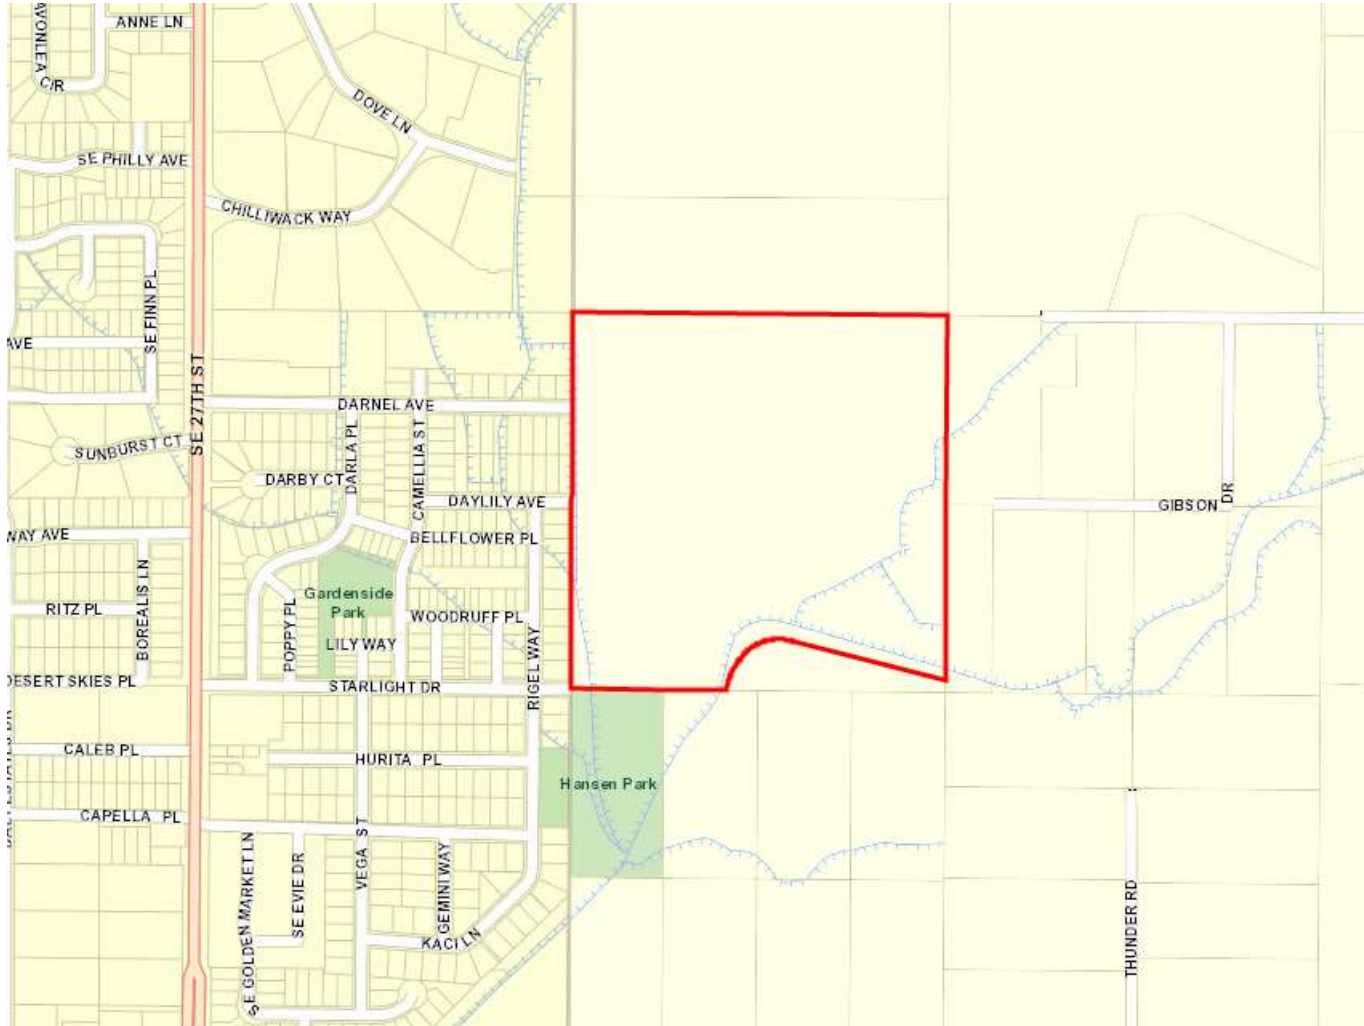 ANNE LN
AVONLEA
CIR
DOVE LN
SE PHILLY AVE
CHILLIWACK WAY
SE FINN PL
AVE
SE 27TH ST
DARNEL AVE
SUNBURST CT
DARBY CT
DARLA PL
CAMELLIA ST
DAYLILY AVE
GIBSON DR
WAY AVE
BELLFLOWER PL
BOREALIS LN
Gardenside
Park
RITZ PL
POPPY PL
WOODRUFF PL
LILY WAY
RIGEL WAY
DESERT SKIES PL
STARLIGHT DR
CALEB PL
HURITA PL
Hansen Park
CAPELLA PL
VEGA ST
SE GOLDEN MARKET LN
SE EVIE DR
GEMINI WAY
KACI LN
THUNDER RD